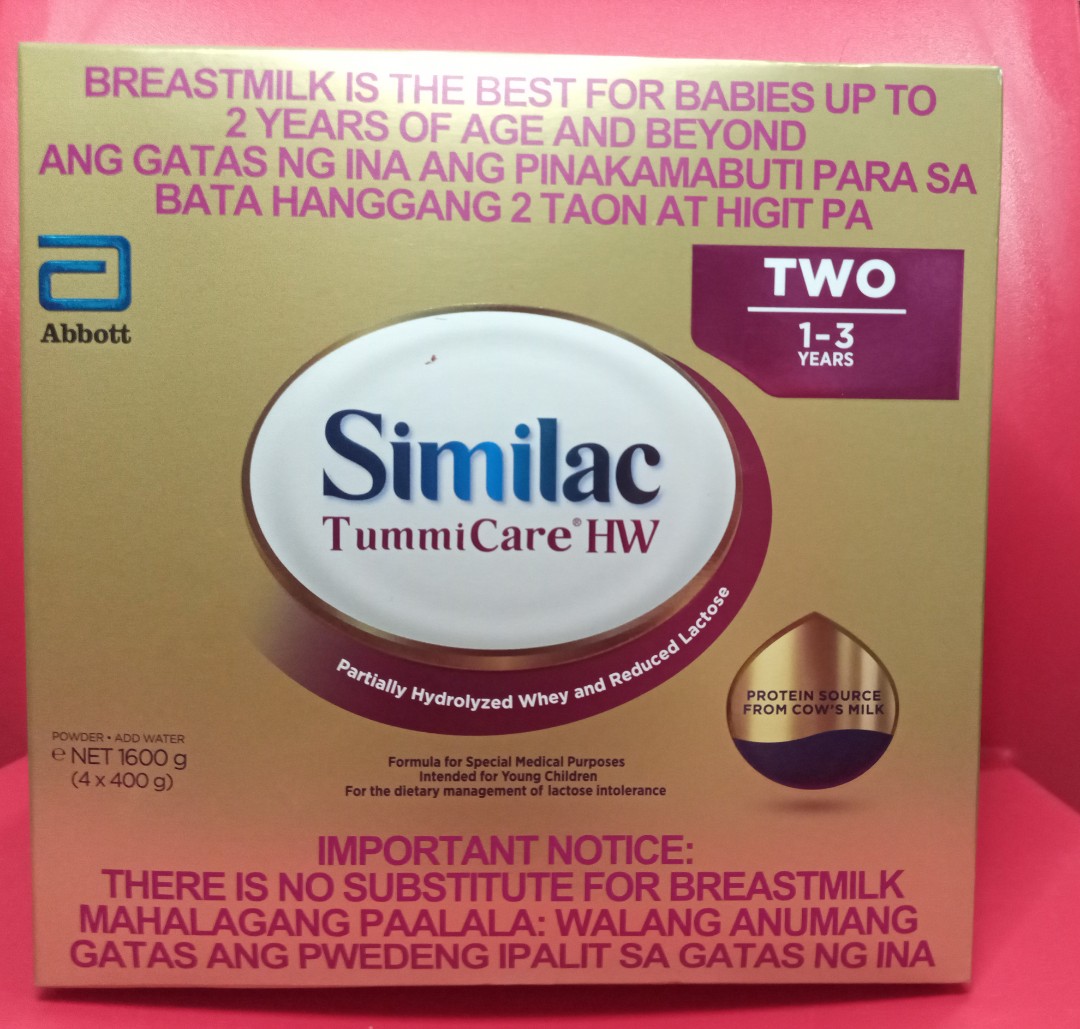 BREASTMILK IS THE BEST FOR BABIES UP TO
2 YEARS OF AGE AND BEYOND
ANG GATAS NG INA ANG PINAKAMABUTI PARA SA
BATA HANGGANG 2 TAON AT HIGIT PA
Abbott
TWO
1-3
YEARS
Similac
TummiCare® HW
Partially Hydrolyzed Whey and Reduced Lactose
PROTEIN SOURCE
FROM COW'S MILK
POWDER • ADD WATER
℮ NET 1600 g
(4 x 400 g)
Formula for Special Medical Purposes
Intended for Young Children
For the dietary management of lactose intolerance
IMPORTANT NOTICE:
THERE IS NO SUBSTITUTE FOR BREASTMILK
MAHALAGANG PAALALA: WALANG ANUMANG
GATAS ANG PWEDENG IPALIT SA GATAS NG INA